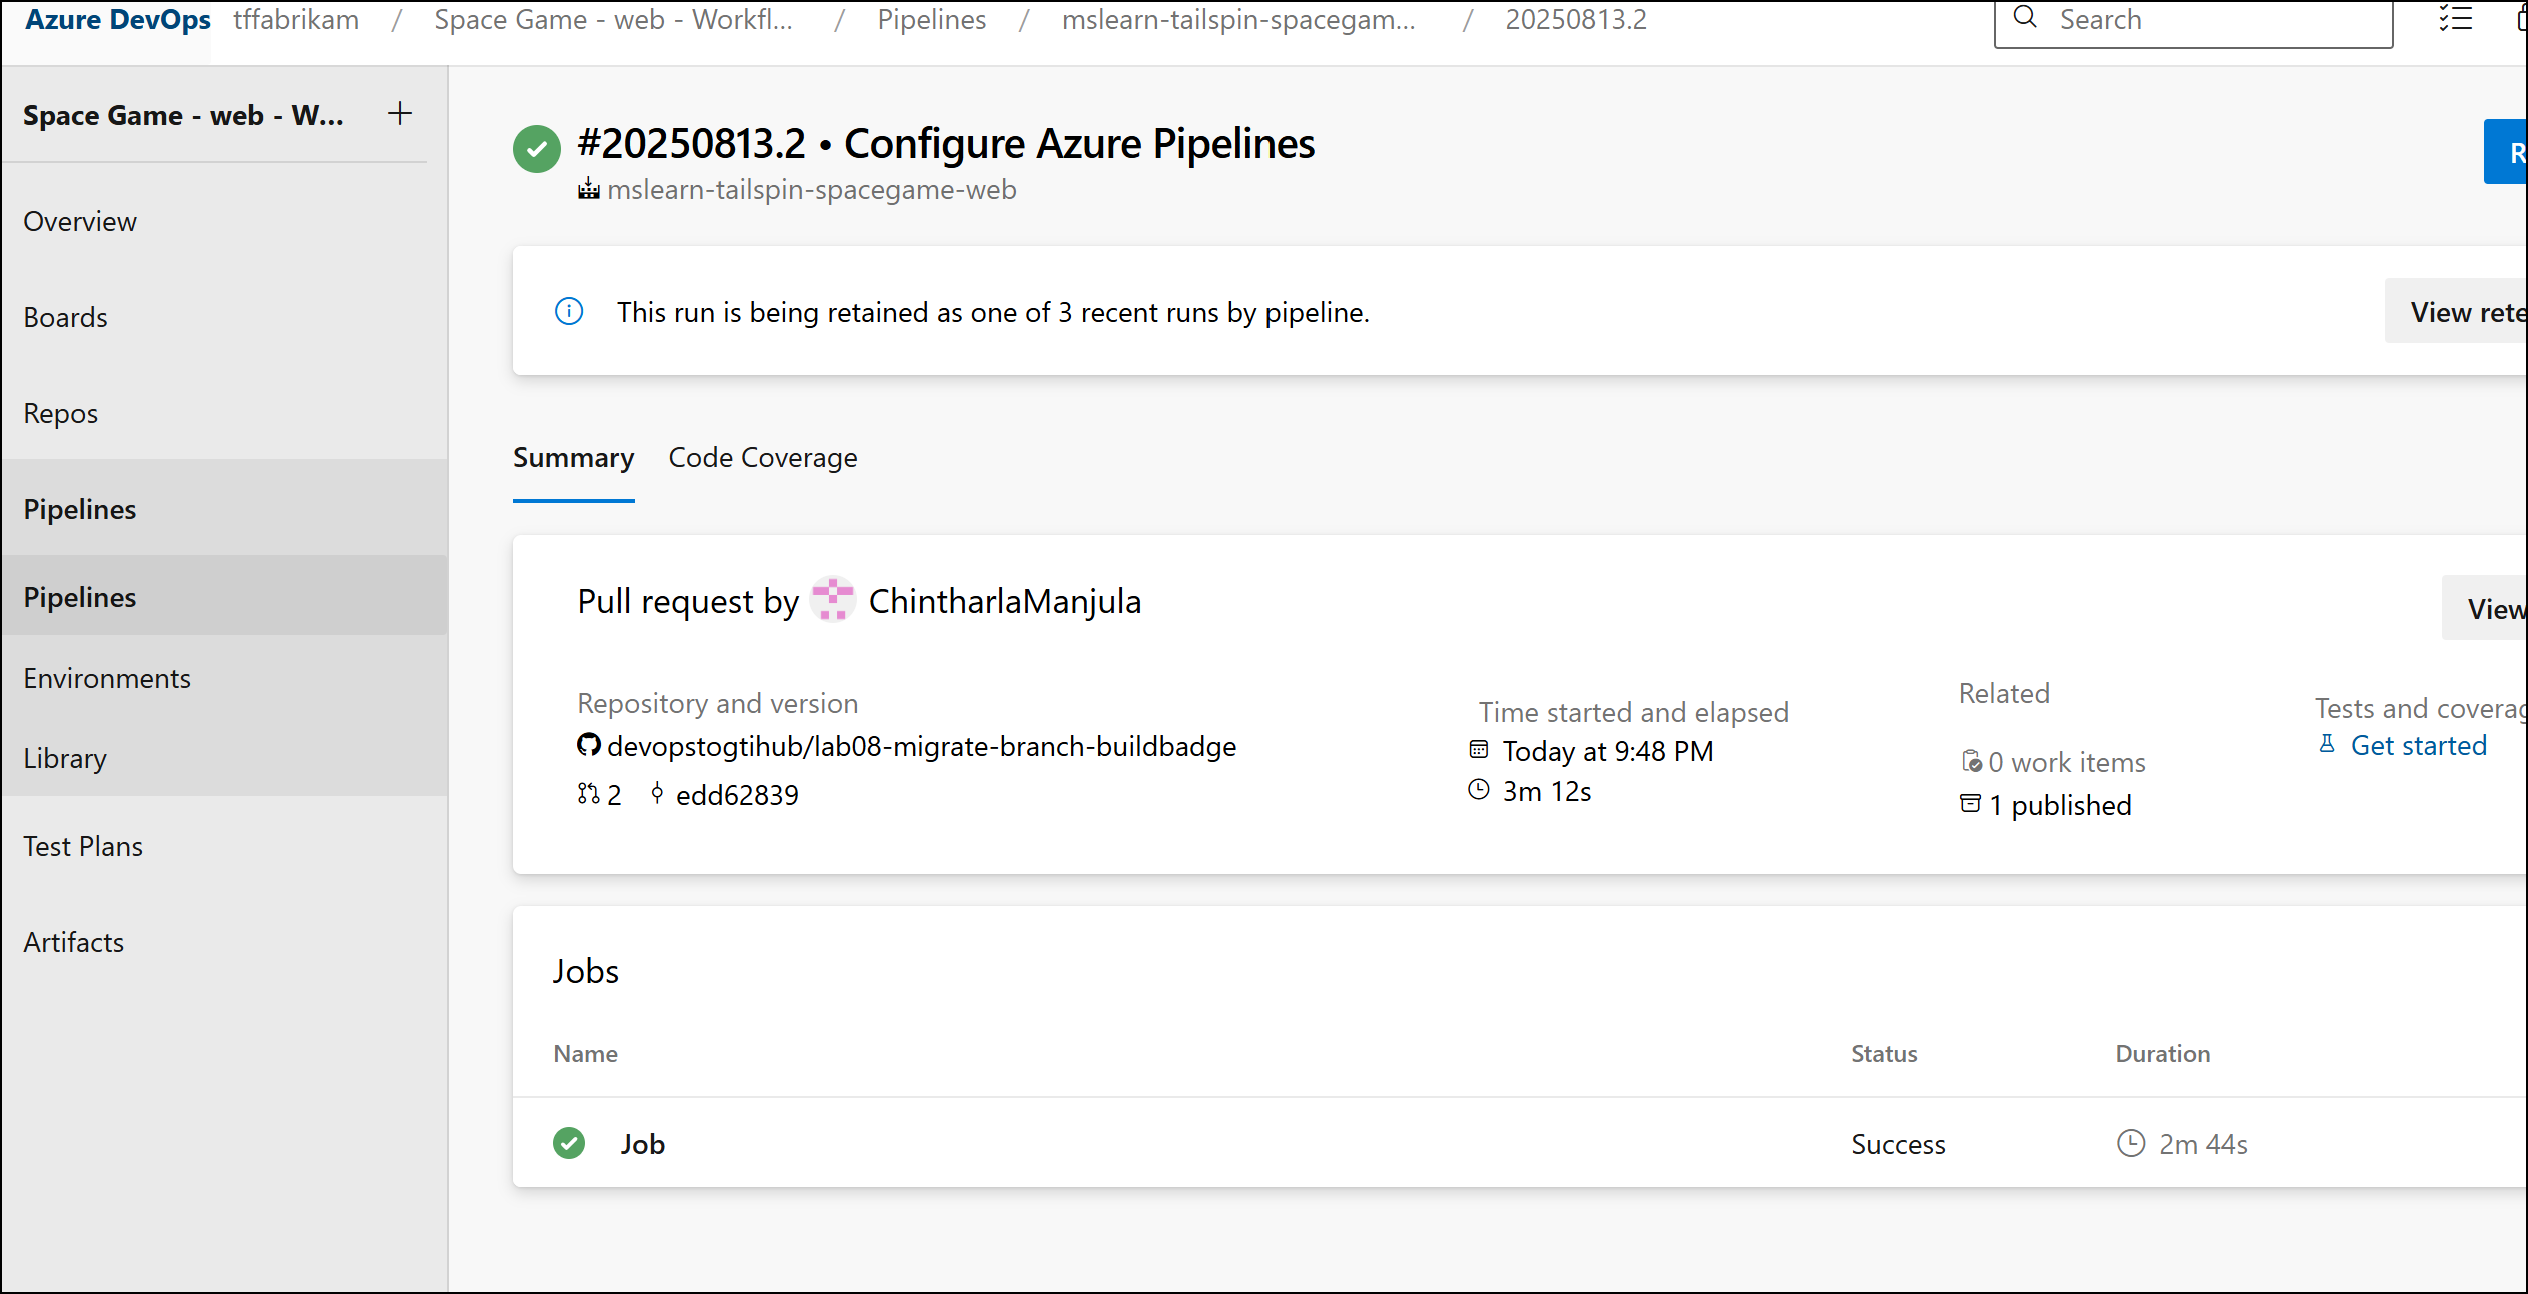 Azure DevOps tffabrikam / Space Game - web - Workfl... / Pipelines / mslearn-tailspin-spacegam... / 20250813.2
Search
Space Game - web - W... +
Overview
Boards
Repos
Pipelines
Pipelines
Environments
Library
Test Plans
Artifacts
#20250813.2 • Configure Azure Pipelines
R
mslearn-tailspin-spacegame-web
This run is being retained as one of 3 recent runs by pipeline.
View rete
Summary Code Coverage
Pull request by ChintharlaManjula
View
Repository and version
devopstogtihub/lab08-migrate-branch-buildbadge
2 edd62839
Time started and elapsed
Today at 9:48 PM
3m 12s
Related
0 work items
1 published
Tests and coverag
Get started
Jobs
Name Status Duration
Job Success 2m 44s